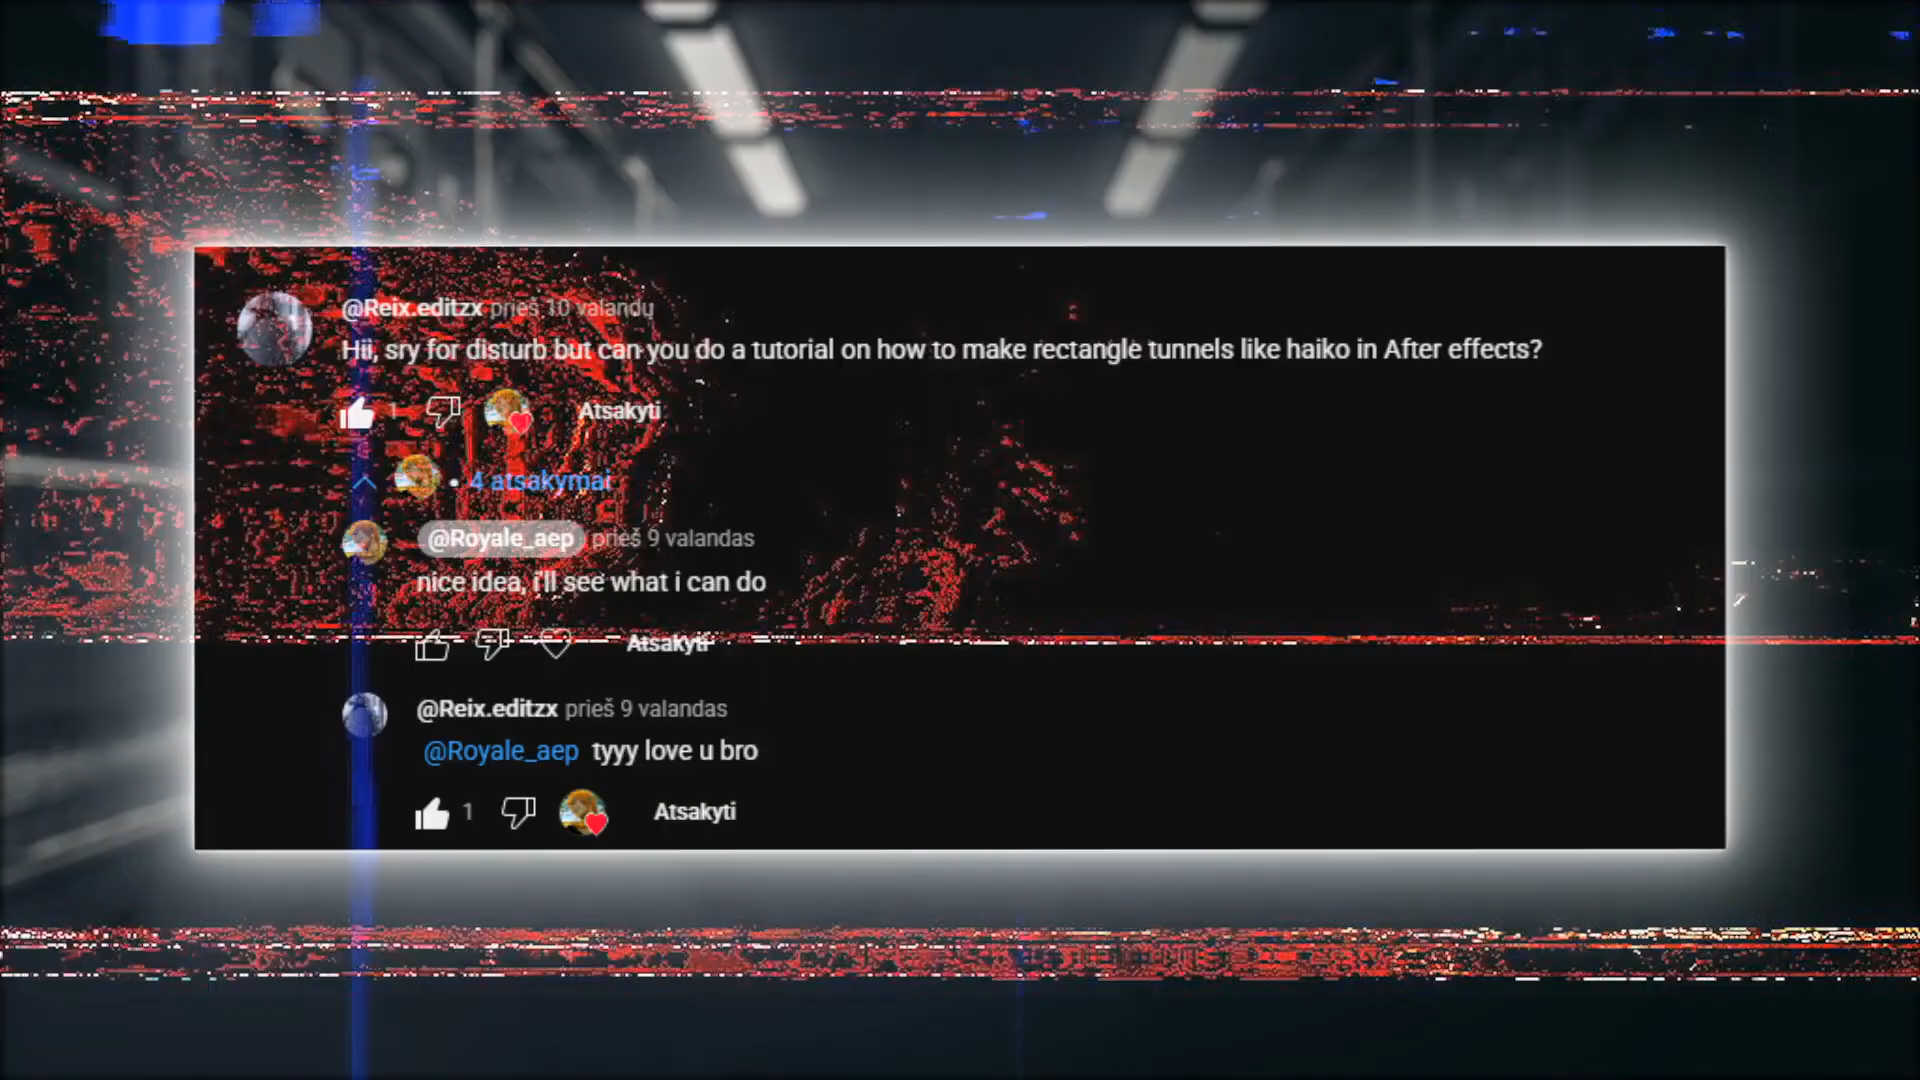 @Reix.editzx prieš 10 valandų
Hii, sry for disturb but can you do a tutorial on how to make rectangle tunnels like haiko in After effects?
1 Atsakyti
4 atsakymai
@Royale_aep prieš 9 valandas
nice idea, i'll see what i can do
Atsakyti
@Reix.editzx prieš 9 valandas
@Royale_aep tyyy love u bro
1 Atsakyti